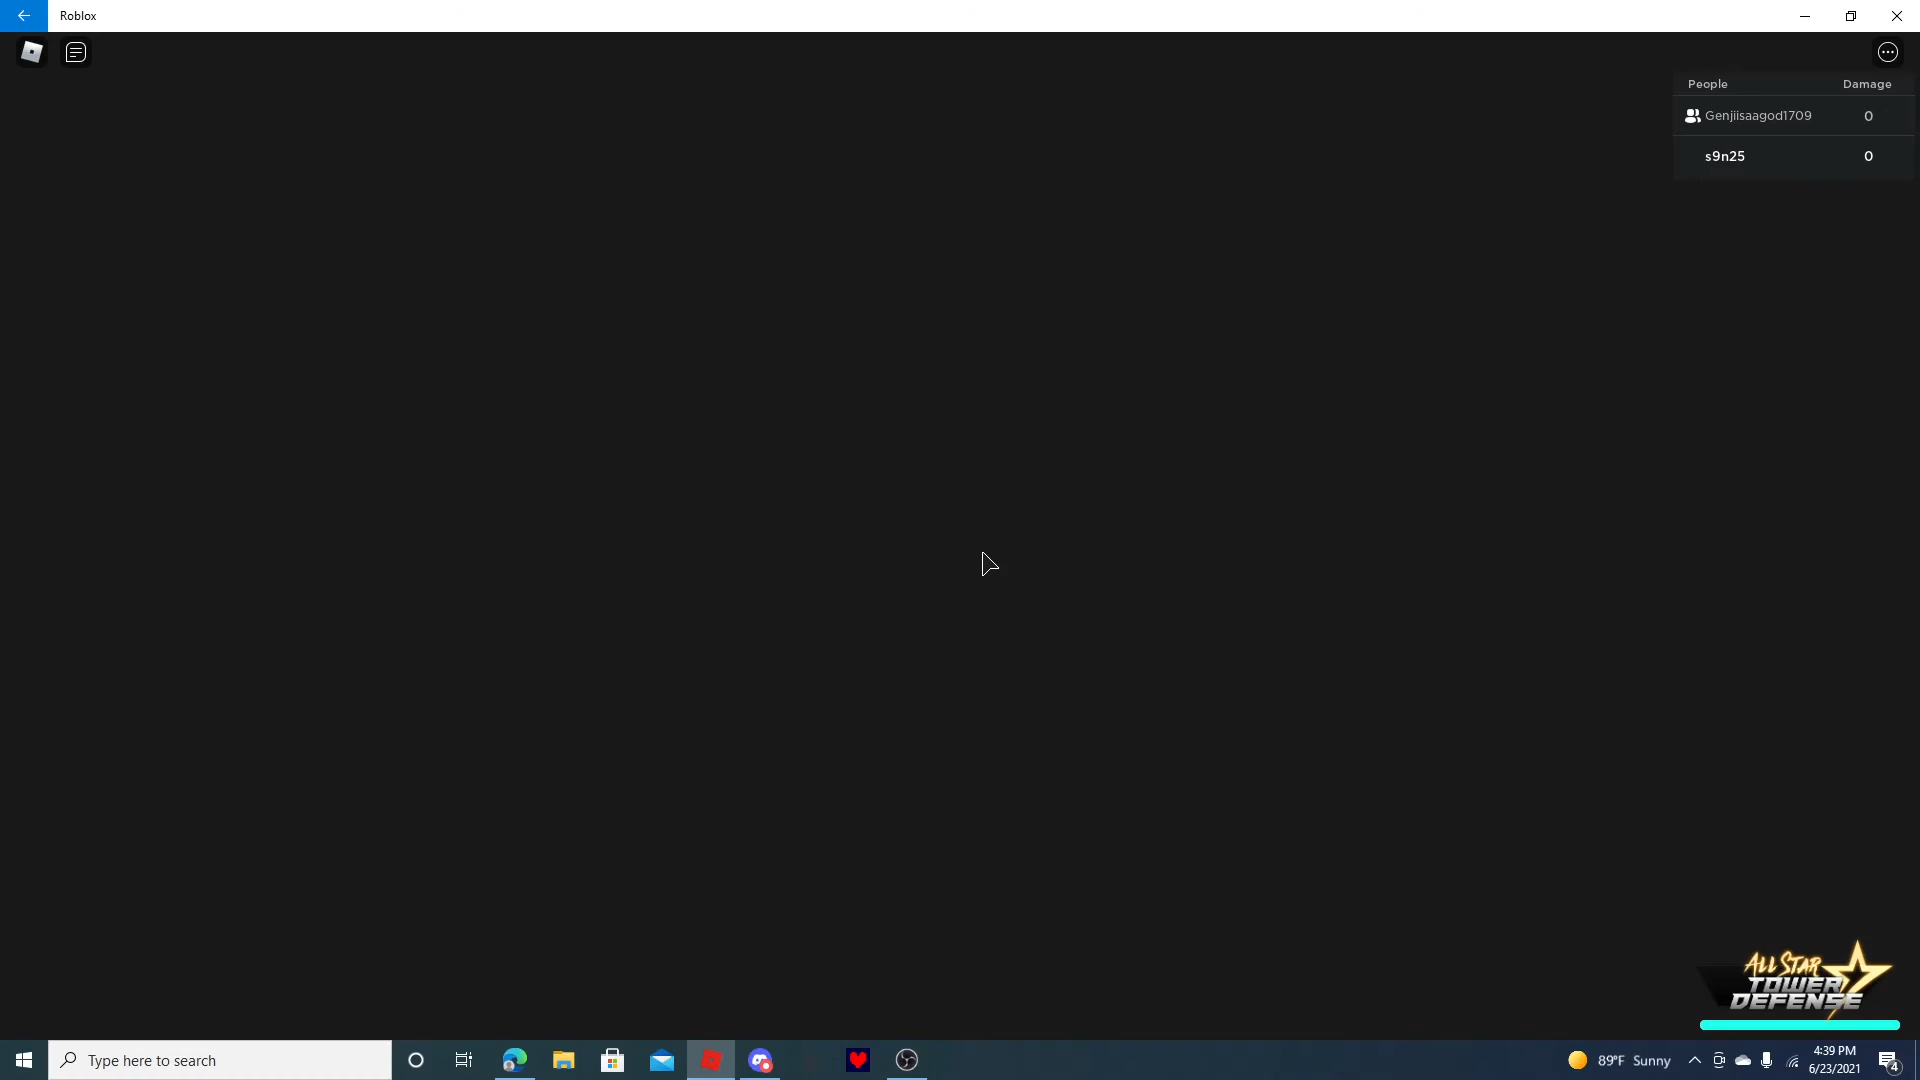 Roblox
People Damage
Genjiisaagod1709 0
s9n25 0
ALL STAR
TOWER
DEFENSE
Type here to search
89°F Sunny
4:39 PM
6/23/2021
4